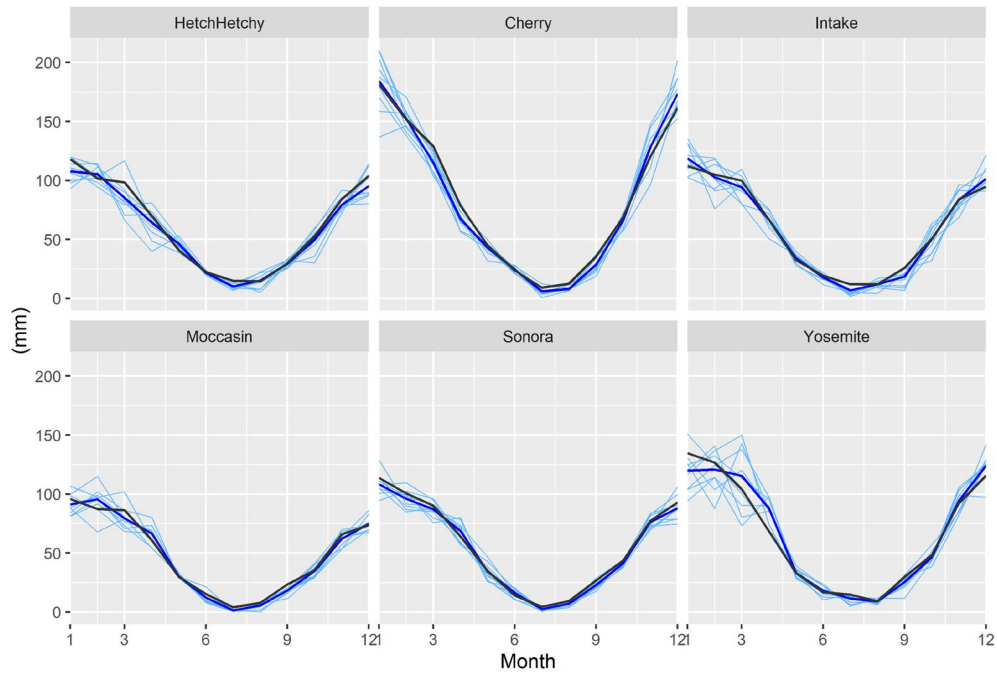 HetchHetchy Cherry Intake
200
150
100
50
0
(mm)
Moccasin Sonora Yosemite
200
150
100
50
0
1 3 6 9 12 1 3 6 9 12 1 3 6 9 12
Month